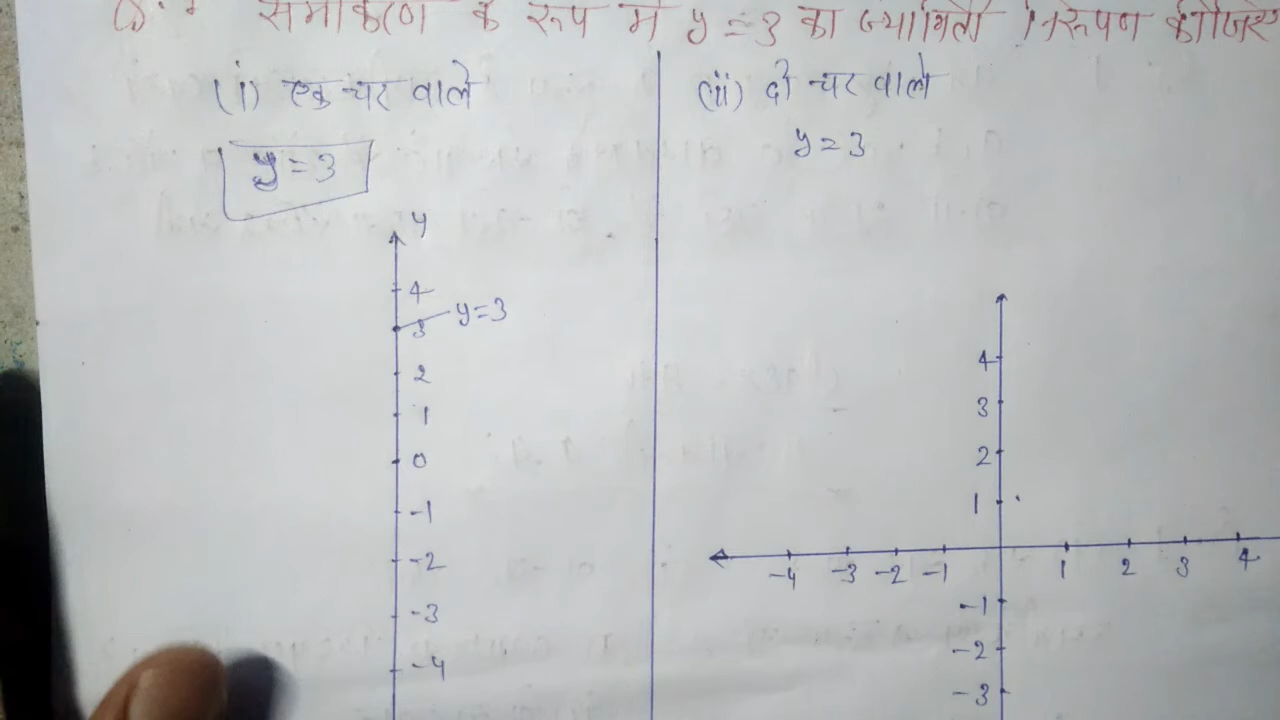 समीकरण के रूप में y = 3 का ज्यामितीय निरूपण कीजिए
(i) एक चर वाले
y = 3
y
4
3
y = 3
2
1
0
-1
-2
-3
-4
(ii) दो चर वाले
y = 3
4
3
2
1
-4 -3 -2 -1 1 2 3 4
-1
-2
-3